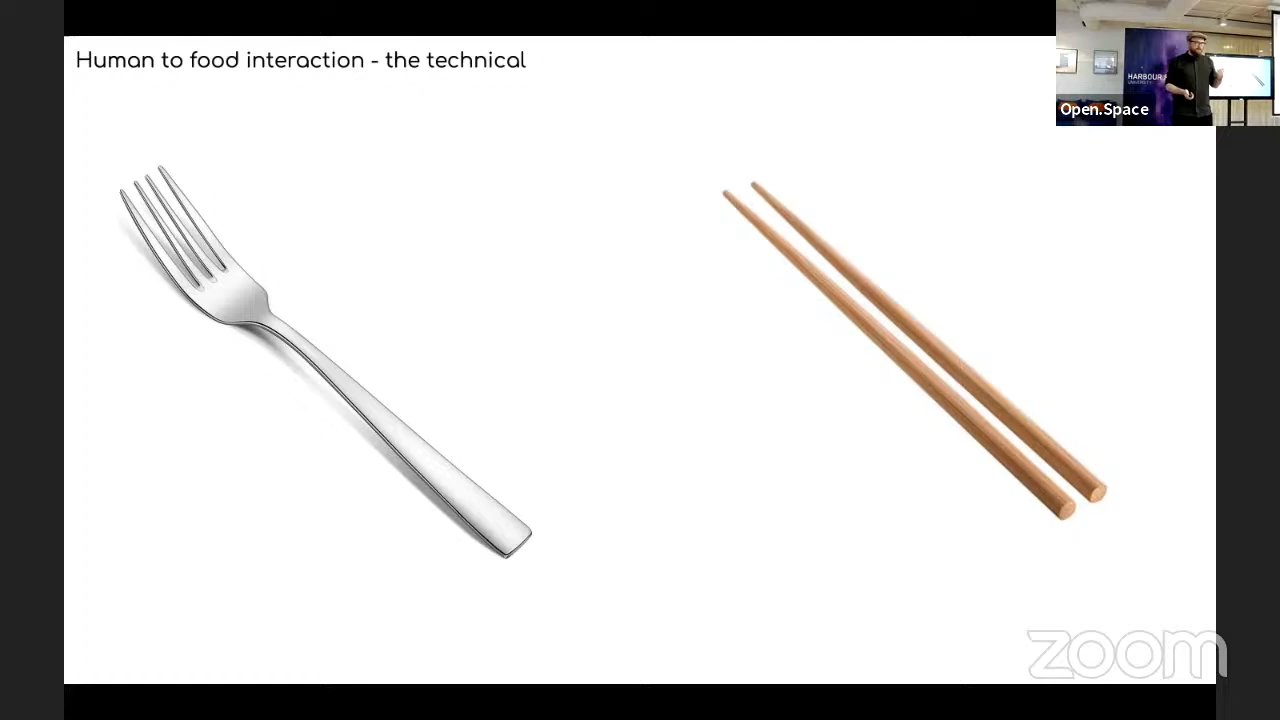 Human to food interaction - the technical
HARBOUR
Open.Space
zoom